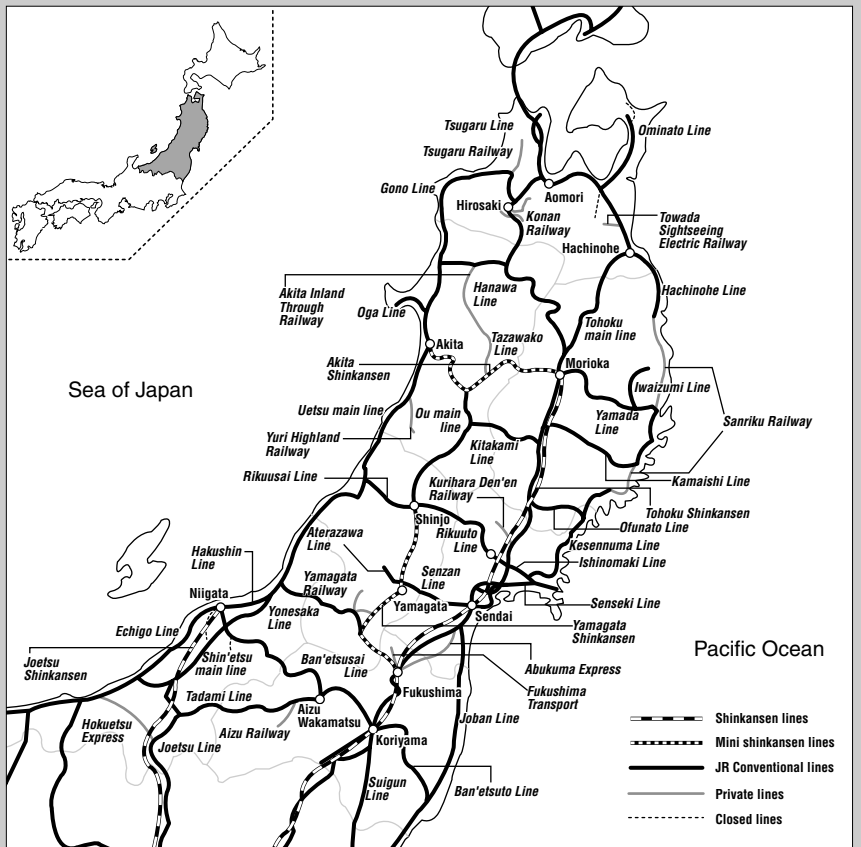 Tsugaru Line
Ominato Line
Tsugaru Railway
Gono Line
Aomori
Hirosaki
Konan
Railway
Towada
Sightseeing
Electric Railway
Hachinohe
Akita Inland
Through
Railway
Hanawa
Line
Hachinohe Line
Oga Line
Tohoku
main line
Akita
Tazawako
Line
Akita
Shinkansen
Morioka
Sea of Japan
Iwaizumi Line
Uetsu main line
Ou main
line
Yamada
Line
Sanriku Railway
Yuri Highland
Railway
Kitakami
Line
Rikuusai Line
Kurihara Den'en
Railway
Kamaishi Line
Tohoku Shinkansen
Shinjo
Ofunato Line
Aterazawa
Line
Rikuuto
Line
Kesennuma Line
Hakushin
Line
Ishinomaki Line
Yamagata
Railway
Senzan
Line
Niigata
Yonesaka
Line
Yamagata
Sendai
Senseki Line
Echigo Line
Yamagata
Shinkansen
Joetsu
Shinkansen
Shin'etsu
main line
Ban'etsusai
Line
Abukuma Express
Pacific Ocean
Tadami Line
Fukushima
Fukushima
Transport
Hokuetsu
Express
Aizu
Wakamatsu
Joban Line
Joetsu Line
Aizu Railway
Koriyama
Suigun
Line
Ban'etsuto Line
Shinkansen lines
Mini shinkansen lines
JR Conventional lines
Private lines
Closed lines